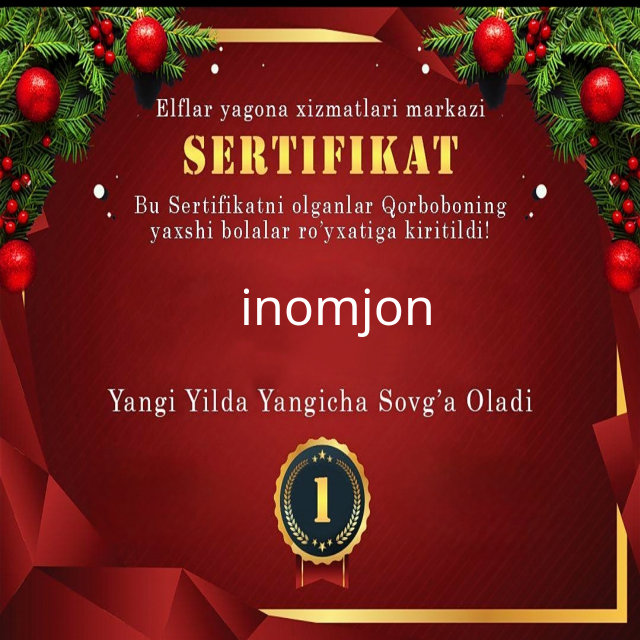 Elflar yagona xizmatlari markazi
SERTIFIKAT
Bu Sertifikatni olganlar Qorboboning
yaxshi bolalar ro'yxatiga kiritildi!
inomjon
Yangi Yilda Yangicha Sovg'a Oladi
1